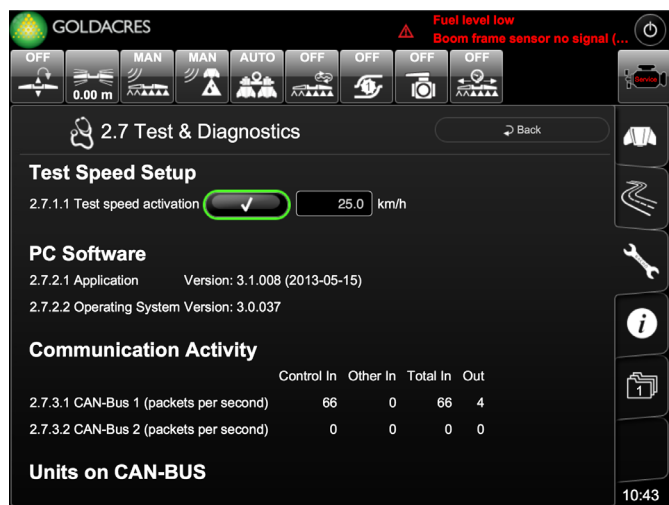 GOLDACRES
Fuel level low
Boom frame sensor no signal (...
OFF
MAN
MAN
AUTO
OFF
OFF
OFF
OFF
0.00 m
Service
2.7 Test & Diagnostics
Back
Test Speed Setup
2.7.1.1 Test speed activation 25.0 km/h
PC Software
2.7.2.1 Application Version: 3.1.008 (2013-05-15)
2.7.2.2 Operating System Version: 3.0.037
Communication Activity
Control In Other In Total In Out
2.7.3.1 CAN-Bus 1 (packets per second) 66 0 66 4
2.7.3.2 CAN-Bus 2 (packets per second) 0 0 0 0
Units on CAN-BUS
i
1
10:43